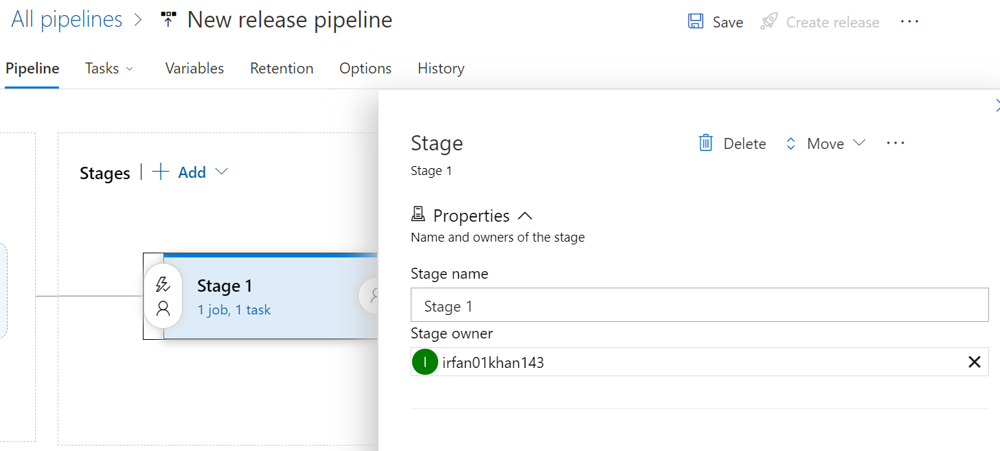 All pipelines > New release pipeline
Save Create release ...
Pipeline Tasks Variables Retention Options History
Stages | + Add
Stage 1
1 job, 1 task
Stage
Delete Move ...
Stage 1
Properties
Name and owners of the stage
Stage name
Stage 1
Stage owner
I irfan01khan143